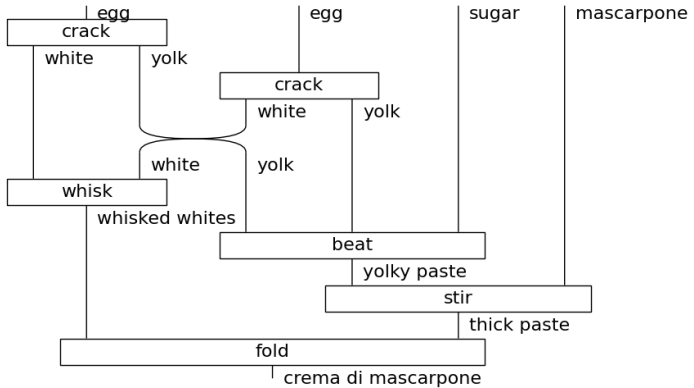 egg egg sugar mascarpone
crack
white yolk
crack
white yolk
white yolk
whisk
whisked whites
beat
yolky paste
stir
thick paste
fold
crema di mascarpone